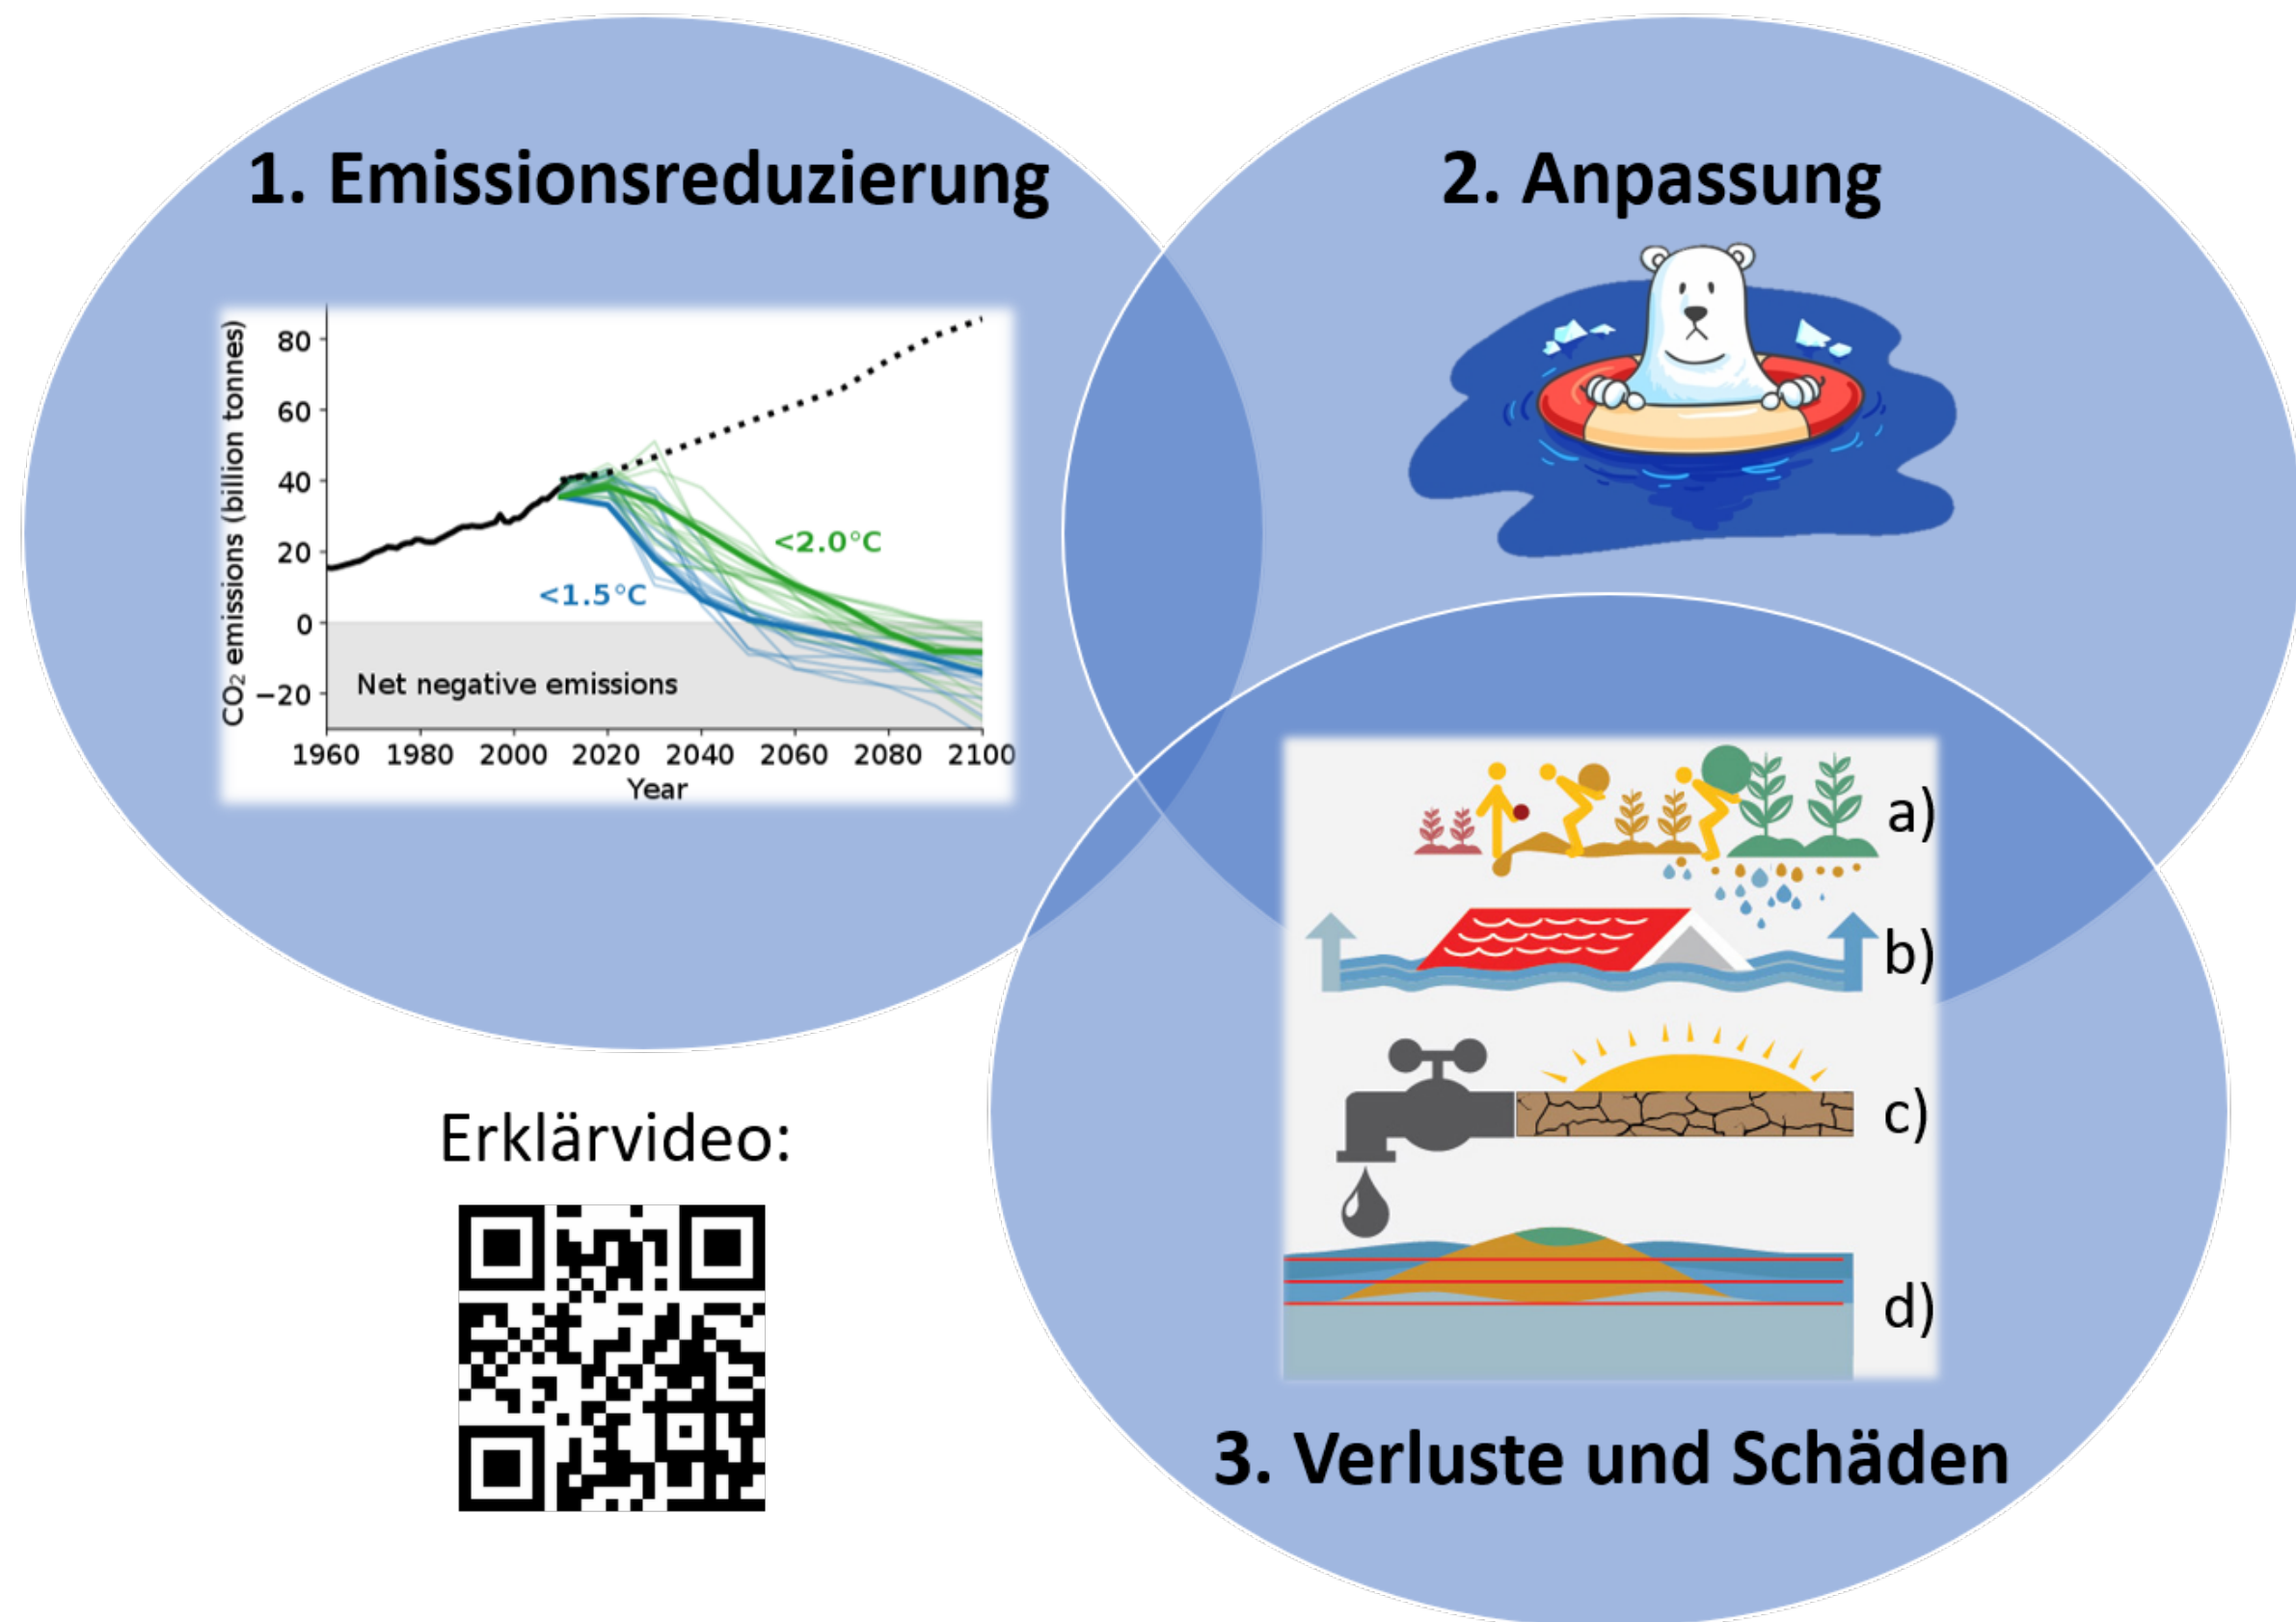 1. Emissionsreduzierung
CO₂ emissions (billion tonnes)
80
60
40
20
0
−20
<2.0°C
<1.5°C
Net negative emissions
1960 1980 2000 2020 2040 2060 2080 2100
Year
2. Anpassung
a)
b)
c)
d)
3. Verluste und Schäden
Erklärvideo: